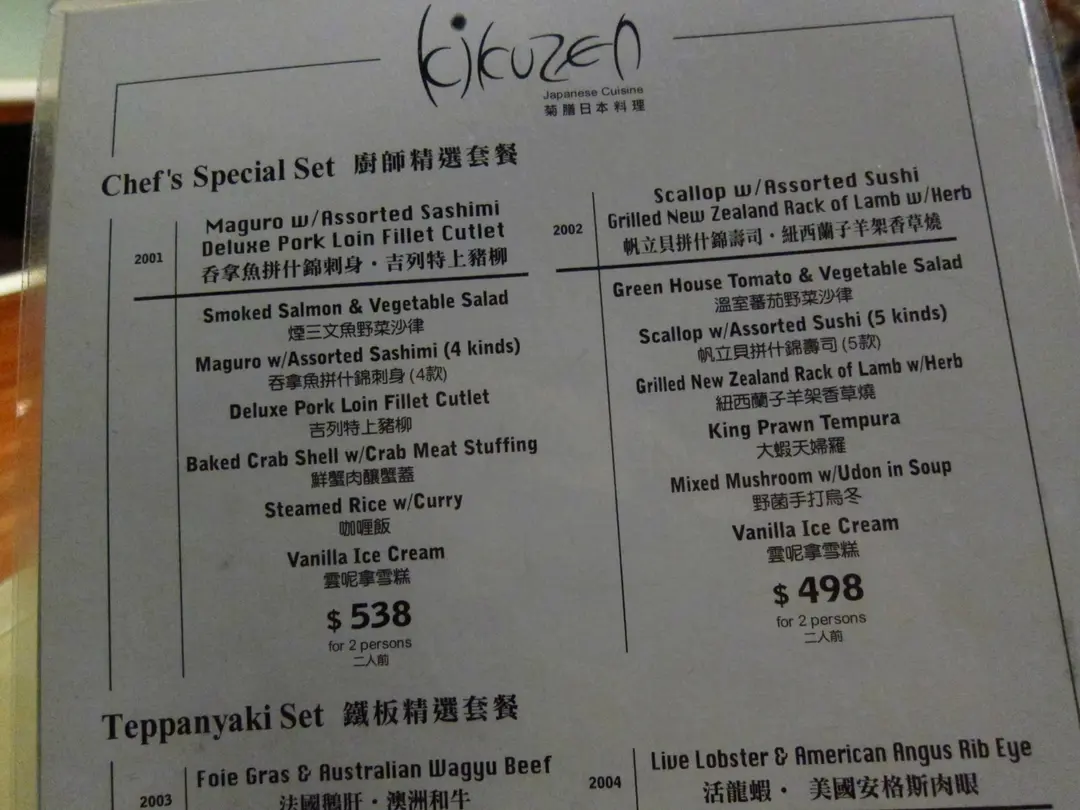 Kikuzen
Japanese Cuisine
菊膳日本料理
Chef's Special Set 廚師精選套餐
2001
Maguro w/Assorted Sashimi
Deluxe Pork Loin Fillet Cutlet
吞拿魚拼什錦刺身・吉列特上豬柳
Smoked Salmon & Vegetable Salad
煙三文魚野菜沙律
Maguro w/Assorted Sashimi (4 kinds)
吞拿魚拼什錦刺身 (4款)
Deluxe Pork Loin Fillet Cutlet
吉列特上豬柳
Baked Crab Shell w/Crab Meat Stuffing
鮮蟹肉釀蟹蓋
Steamed Rice w/Curry
咖喱飯
Vanilla Ice Cream
雲呢拿雪糕
$ 538
for 2 persons
二人前
2002
Scallop w/Assorted Sushi
Grilled New Zealand Rack of Lamb w/Herb
帆立貝拼什錦壽司・紐西蘭子羊架香草燒
Green House Tomato & Vegetable Salad
溫室蕃茄野菜沙律
Scallop w/Assorted Sushi (5 kinds)
帆立貝拼什錦壽司 (5款)
Grilled New Zealand Rack of Lamb w/Herb
紐西蘭子羊架香草燒
King Prawn Tempura
大蝦天婦羅
Mixed Mushroom w/Udon in Soup
野菌手打烏冬
Vanilla Ice Cream
雲呢拿雪糕
$ 498
for 2 persons
二人前
Teppanyaki Set 鐵板精選套餐
2003
Foie Gras & Australian Wagyu Beef
法國鵝肝・澳洲和牛
2004
Live Lobster & American Angus Rib Eye
活龍蝦・ 美國安格斯肉眼